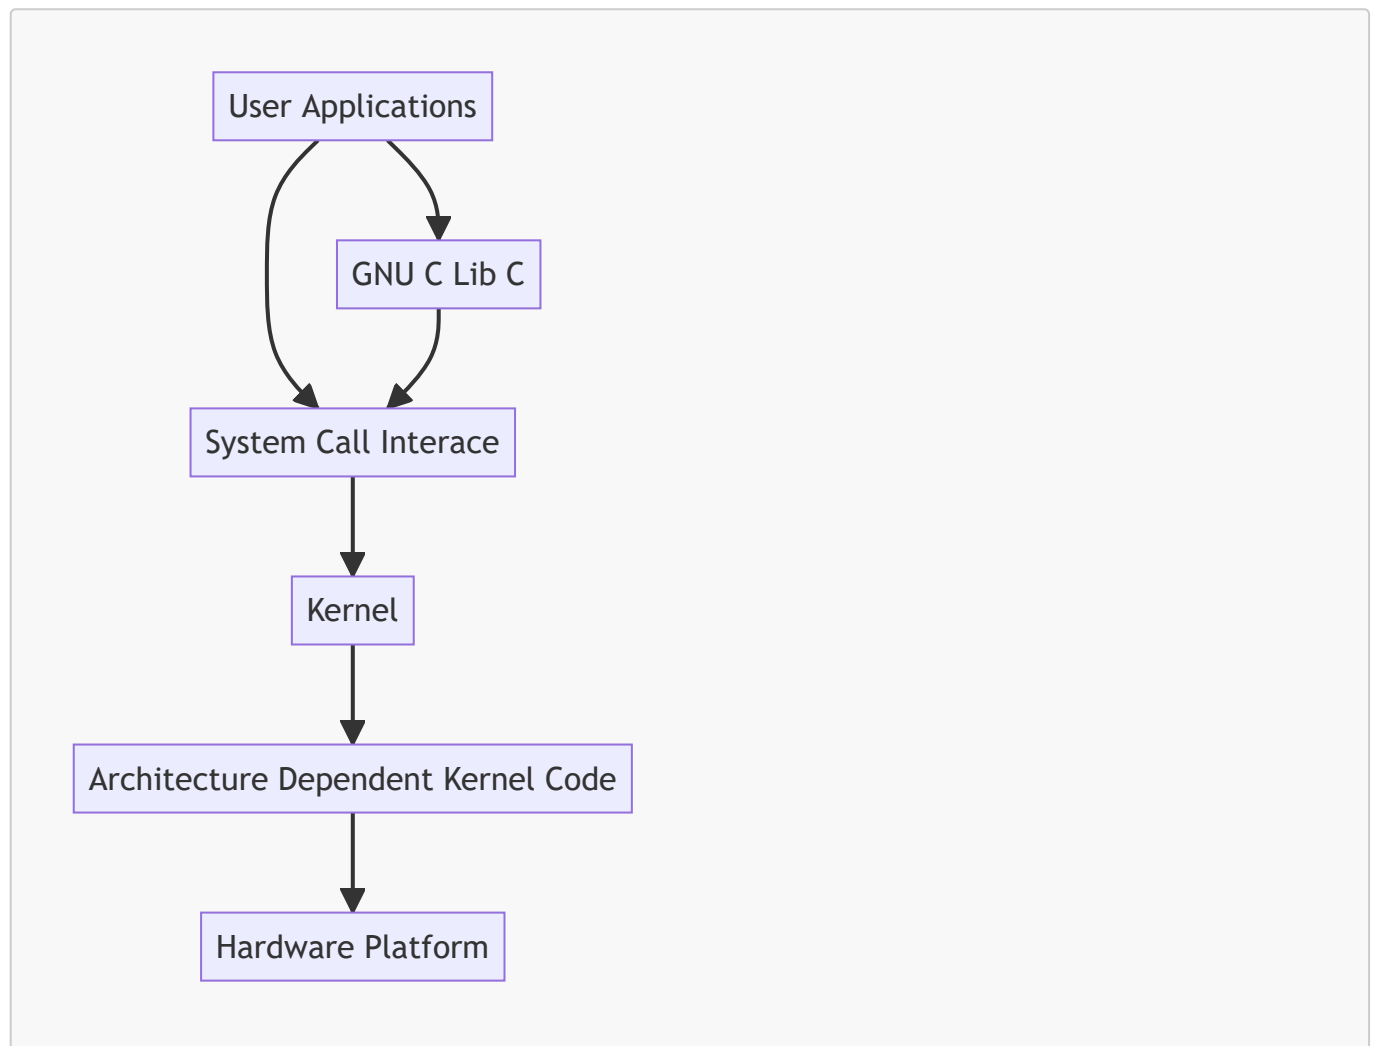 User Applications
GNU C Lib C
System Call Interace
Kernel
Architecture Dependent Kernel Code
Hardware Platform